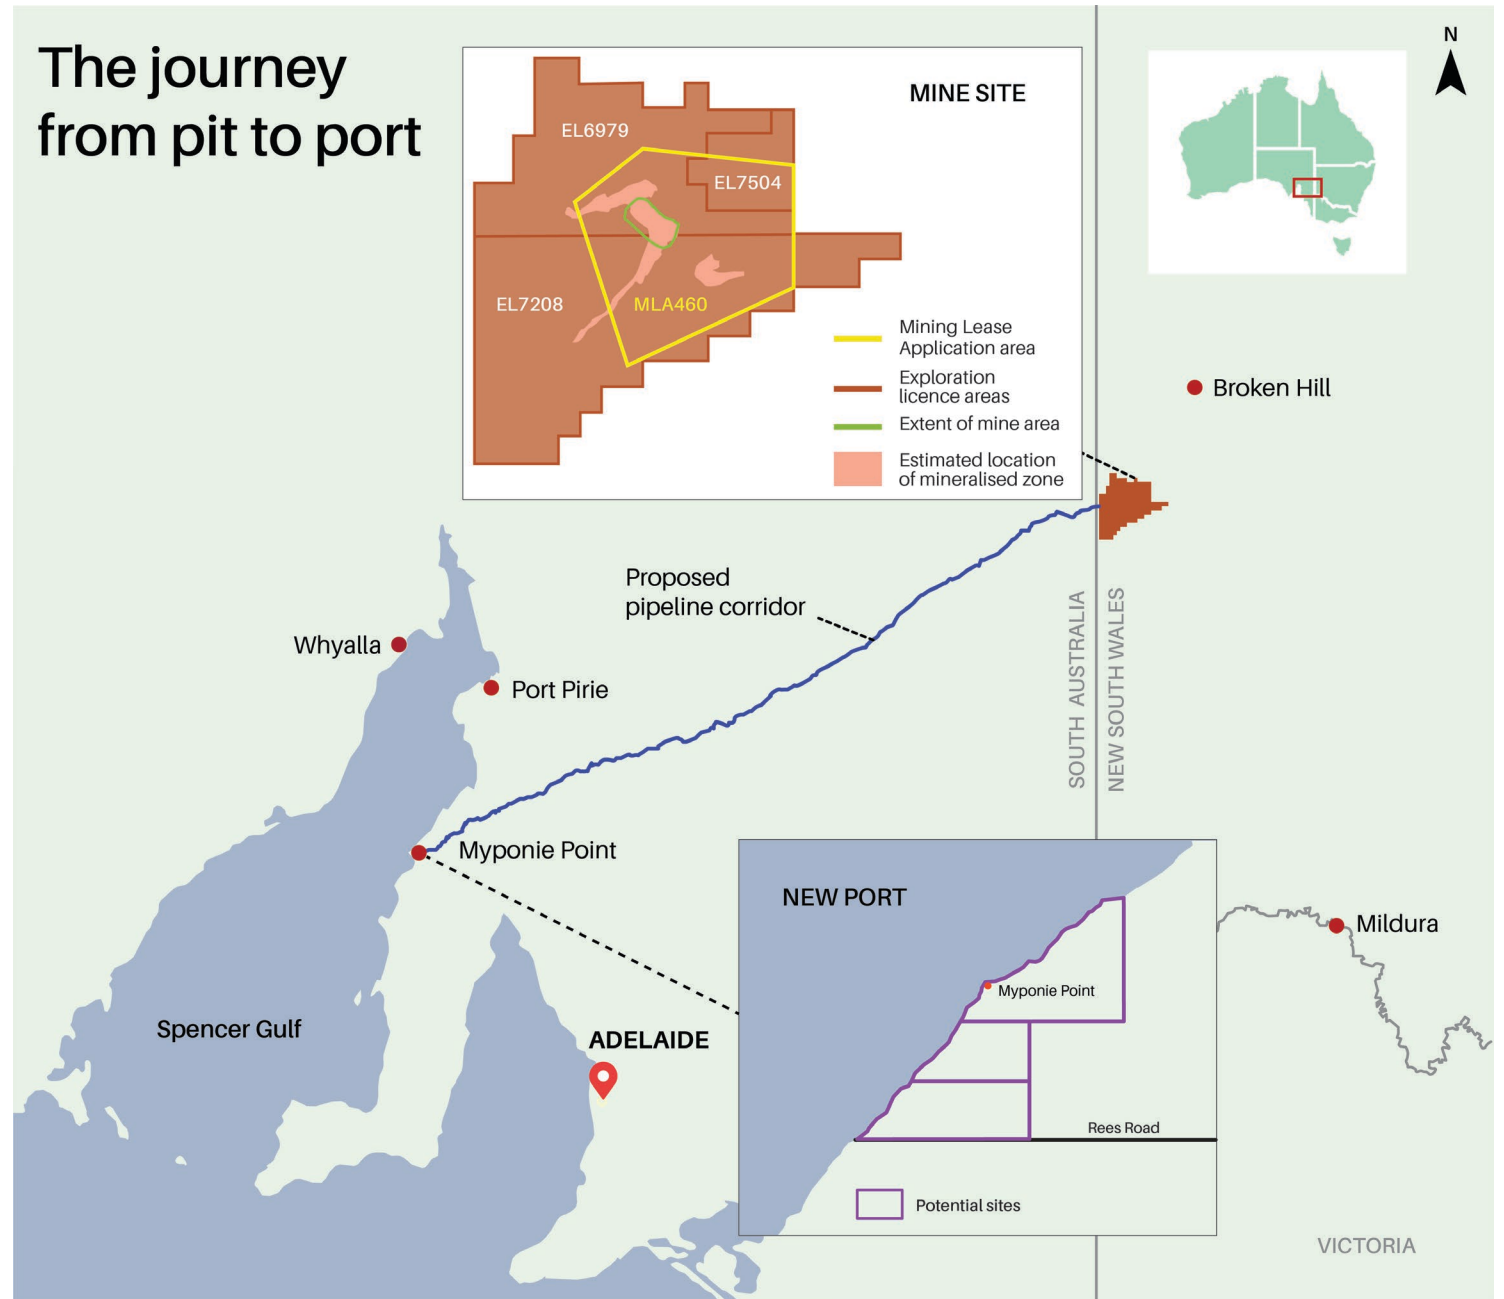 The journey
from pit to port
N
MINE SITE
EL6979
EL7504
EL7208
MLA460
Mining Lease
Application area
Exploration
licence areas
Extent of mine area
Estimated location
of mineralised zone
Broken Hill
Proposed
pipeline corridor
SOUTH AUSTRALIA
NEW SOUTH WALES
Whyalla
Port Pirie
Myponie Point
NEW PORT
Myponie Point
Rees Road
Potential sites
Mildura
Spencer Gulf
ADELAIDE
VICTORIA